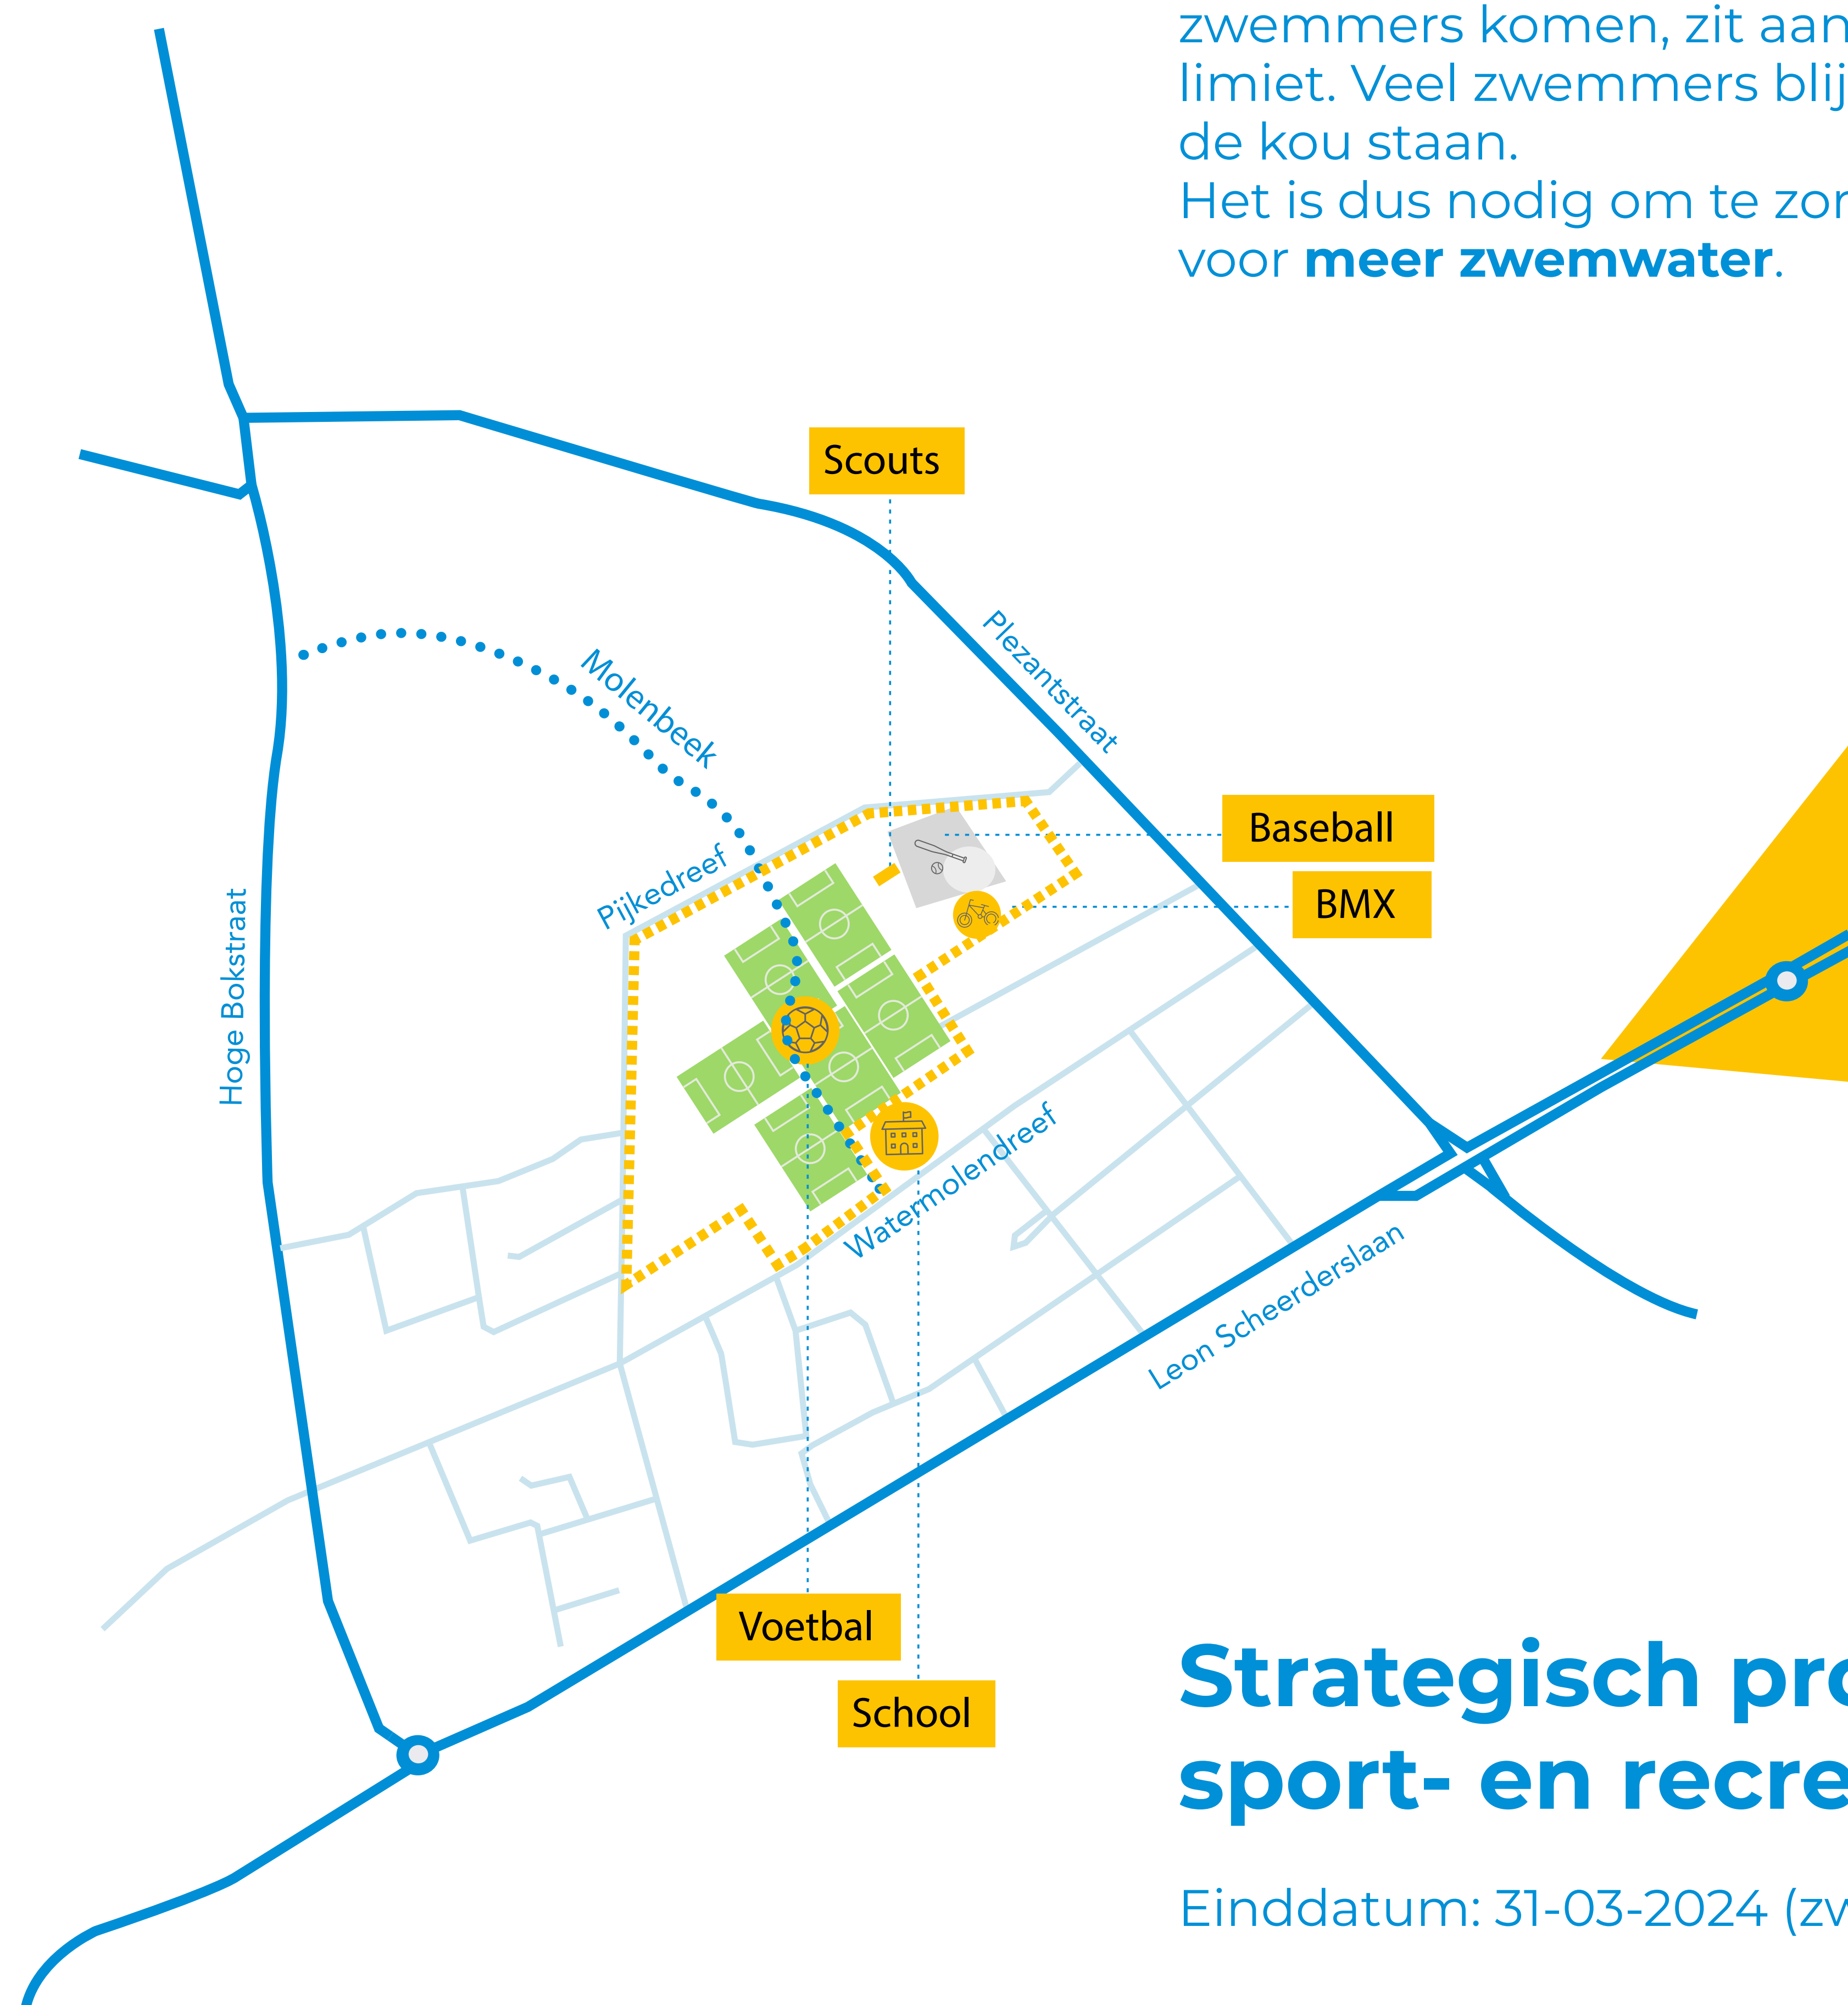 zwemmers komen, zit aan
limiet. Veel zwemmers blij
de kou staan.
Het is dus nodig om te zor
voor meer zwemwater.
Scouts
Plezantstraat
Molenbeek
Baseball
Pijkedreef
BMX
Hoge Bokstraat
Watermolendreef
Leon Scheerderslaan
Voetbal
School
Strategisch pro
sport- en recre
Einddatum: 31-03-2024 (zw